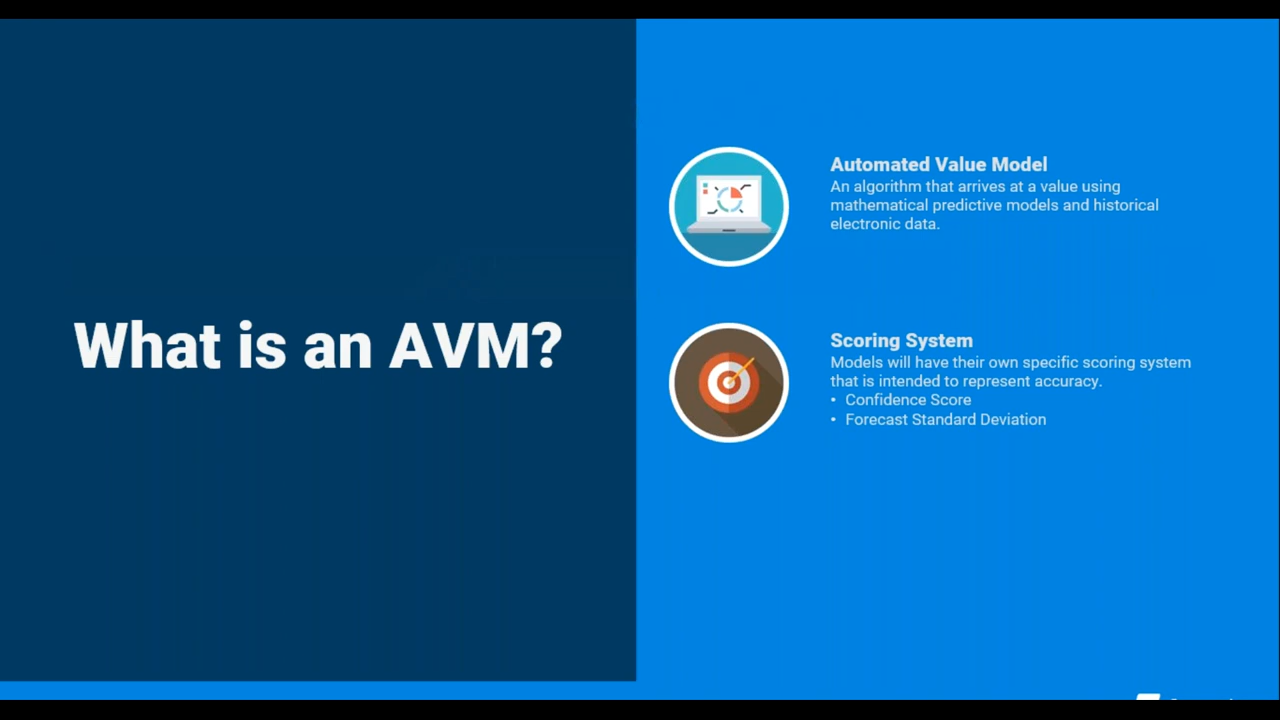 What is an AVM?
Automated Value Model
An algorithm that arrives at a value using
mathematical predictive models and historical
electronic data.
Scoring System
Models will have their own specific scoring system
that is intended to represent accuracy.
• Confidence Score
• Forecast Standard Deviation